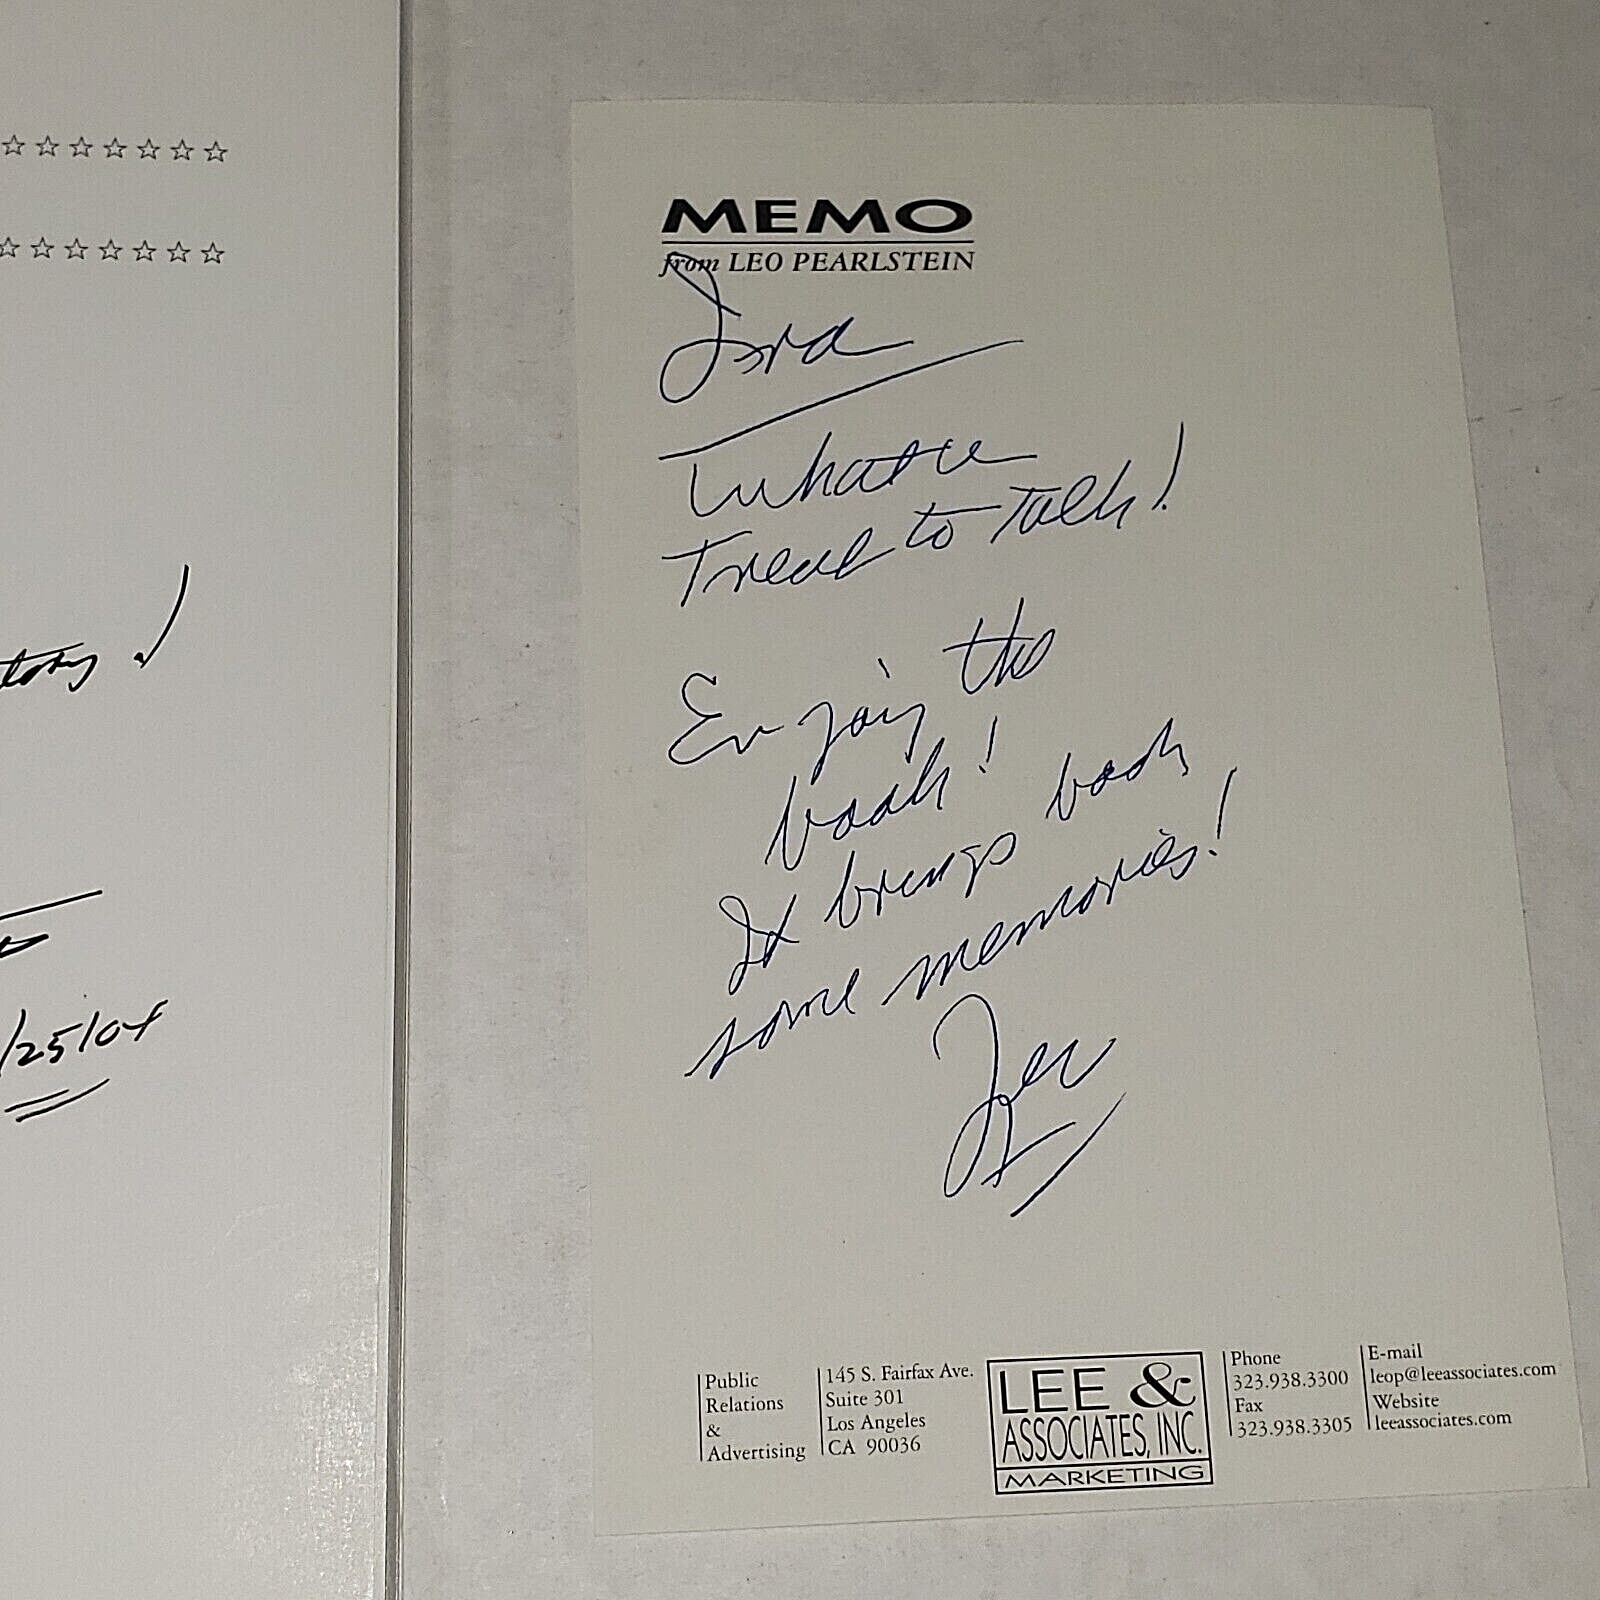 ☆☆☆☆☆☆☆
☆☆☆☆☆☆☆
/25/04
MEMO
from LEO PEARLSTEIN
Ira
What a
Treat to Talk!
Enjoy the
book!
It brings back
some memories!
Leo
Public
Relations
&
Advertising
145 S. Fairfax Ave.
Suite 301
Los Angeles
CA 90036
LEE &
ASSOCIATES, INC.
MARKETING
Phone
323.938.3300
Fax
323.938.3305
E-mail
leop@leeassociates.com
Website
leeassociates.com